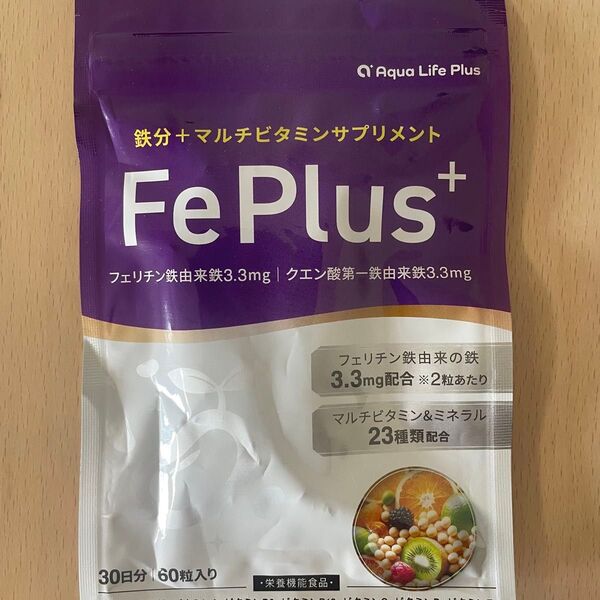 Aqua Life Plus
鉄分＋マルチビタミンサプリメント
Fe Plus+
フェリチン鉄由来鉄3.3mg｜クエン酸第一鉄由来鉄3.3mg
フェリチン鉄由来の鉄
3.3mg配合 ※2粒あたり
マルチビタミン&ミネラル
23種類配合
30日分｜60粒入り
・栄養機能食品・